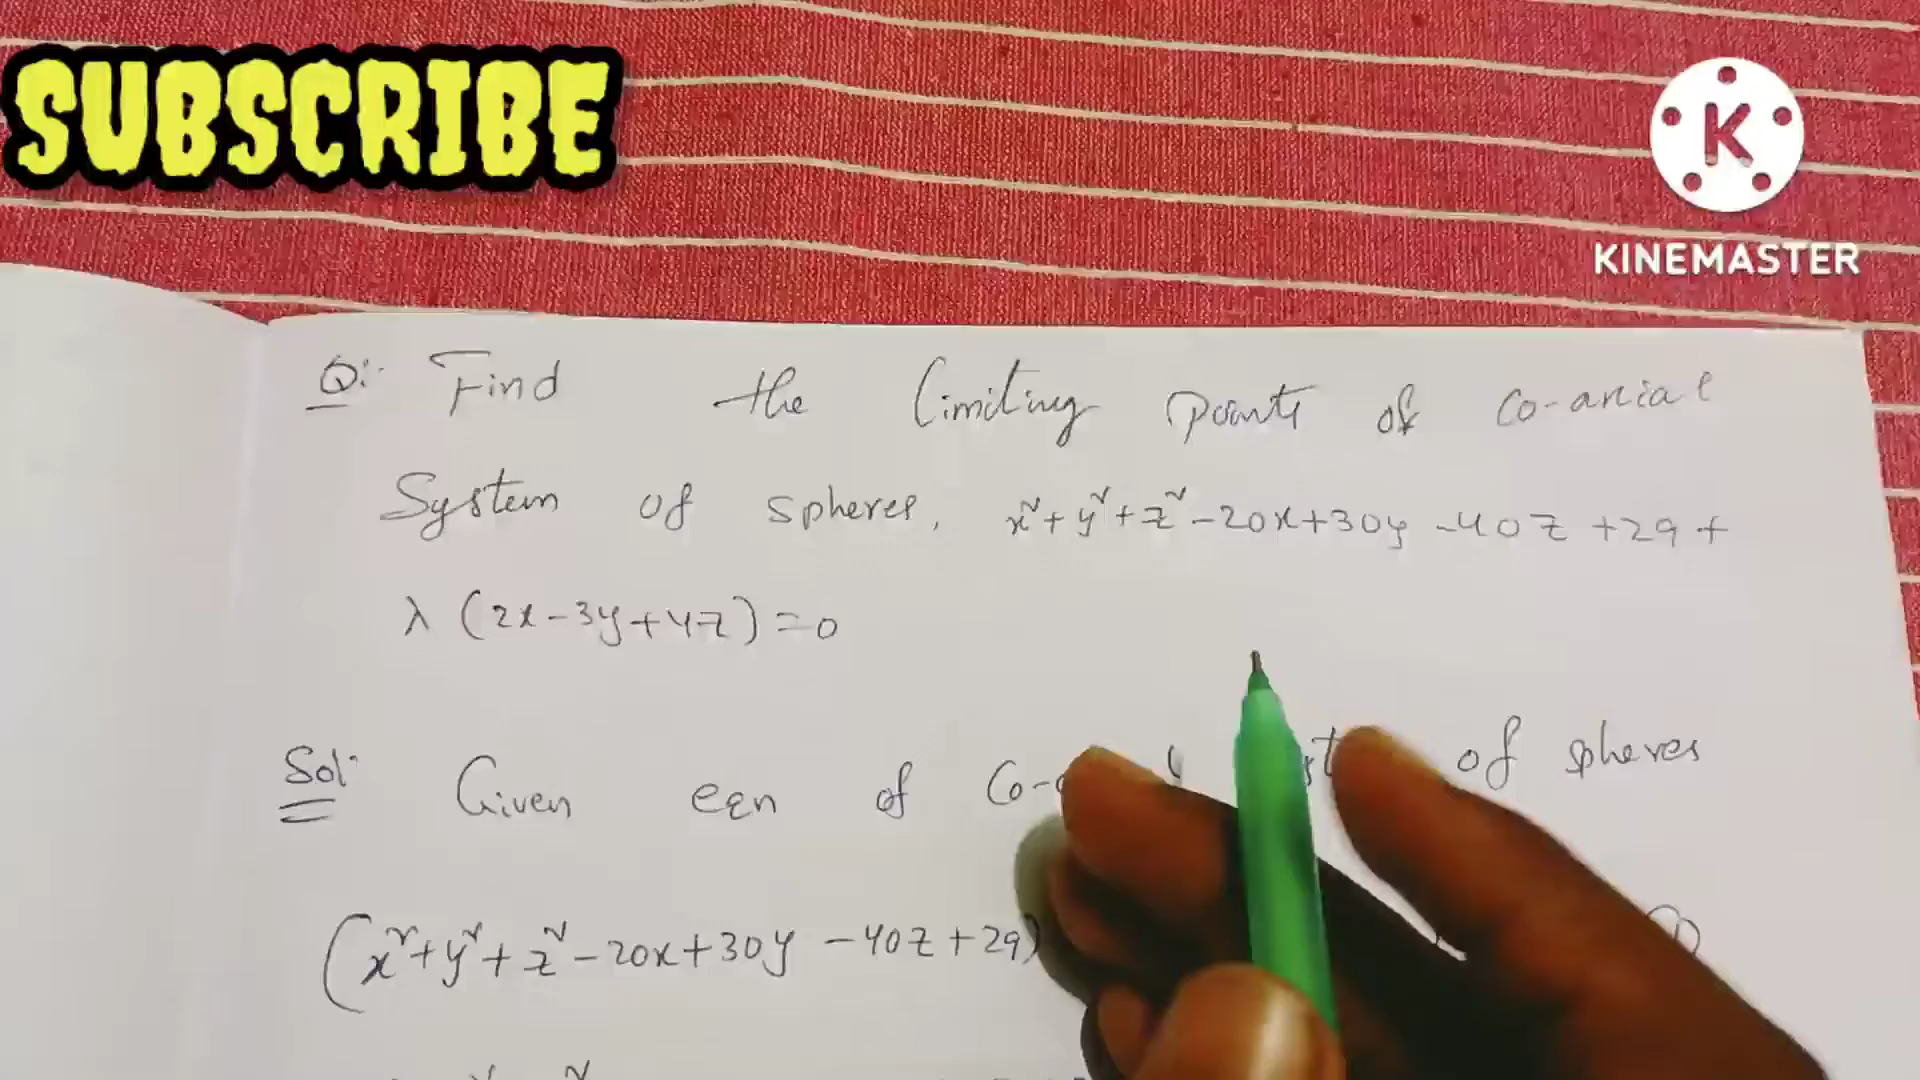 SUBSCRIBE
K
KINEMASTER
Q:- Find the limiting points of co-axial
System of spheres, x²+y²+z²-20x+30y-40z+29+
λ(2x-3y+4z)=0
Sol: Given eqn of Co- of spheres
(x²+y²+z²-20x+30y-40z+29)